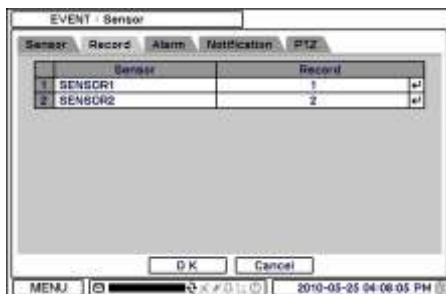 EVENT : Sensor
Sensor Record Alarm Notification PTZ
Sensor Record
1 SENSOR1 1
2 SENSOR2 2
OK Cancel
MENU 2010-05-25 04:08:05 PM